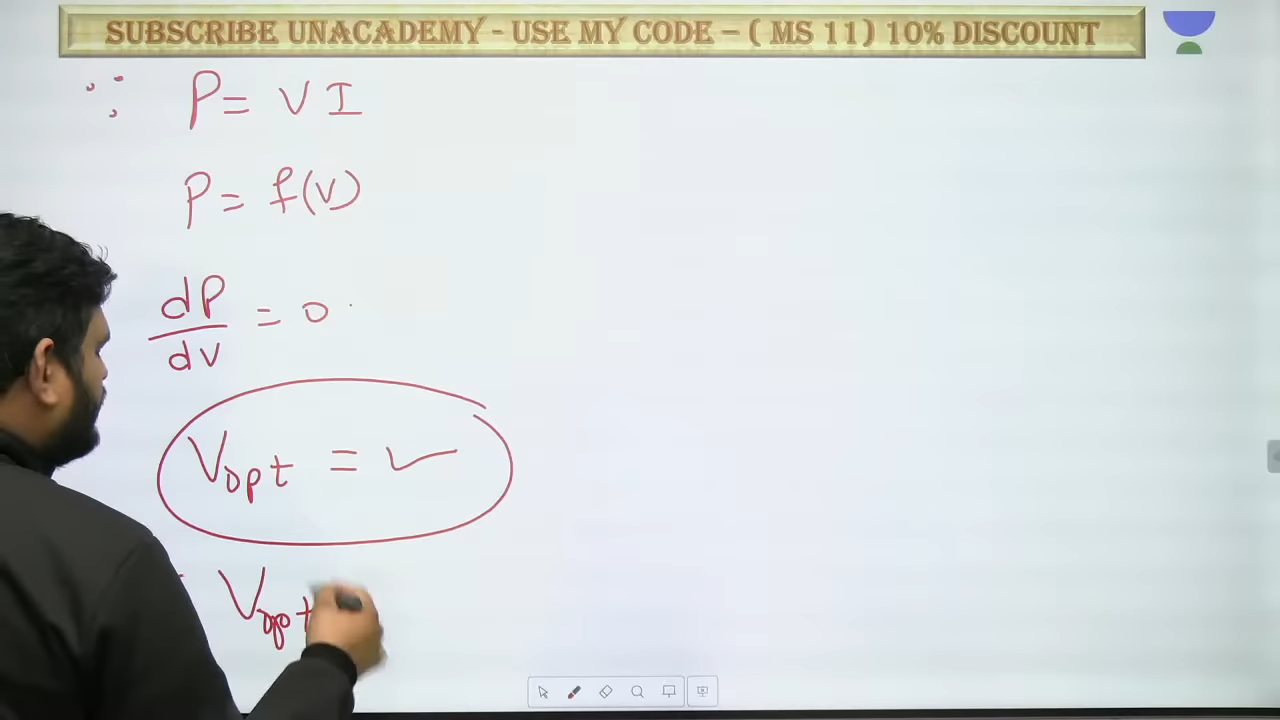 SUBSCRIBE UNACADEMY - USE MY CODE – ( MS 11) 10% DISCOUNT
∵ P = V I
P = f(V)
dP/dV = 0
Vopt = ✓
Vopt